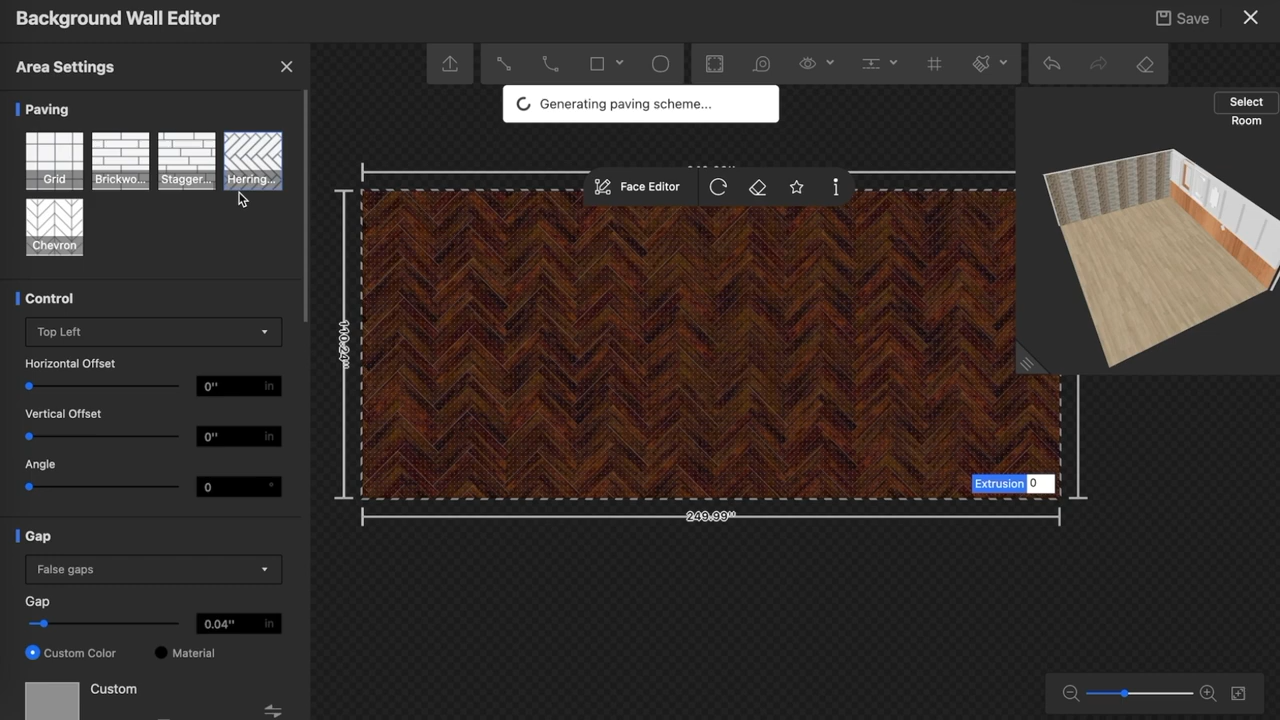 Background Wall Editor
Save
Area Settings
Paving
Grid
Brickwo...
Stagger...
Herring...
Chevron
Control
Top Left
Horizontal Offset
0'' in
Vertical Offset
0'' in
Angle
0 °
Gap
False gaps
Gap
0.04'' in
Custom Color
Material
Custom
Generating paving scheme...
Face Editor
110.24''
Extrusion 0
249.99''
Select
Room